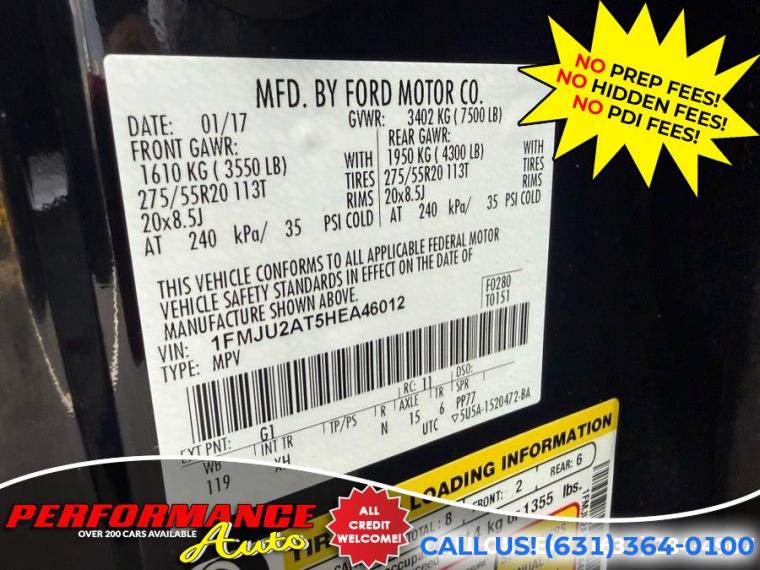 MFD. BY FORD MOTOR CO.
DATE: 01/17
GVWR: 3402 KG ( 7500 LB)
FRONT GAWR:
1610 KG ( 3550 LB) WITH
275/55R20 113T TIRES
20x8.5J RIMS
AT 240 kPa/ 35 PSI COLD
REAR GAWR:
1950 KG ( 4300 LB) WITH
275/55R20 113T TIRES
20x8.5J RIMS
AT 240 kPa/ 35 PSI COLD
THIS VEHICLE CONFORMS TO ALL APPLICABLE FEDERAL MOTOR
VEHICLE SAFETY STANDARDS IN EFFECT ON THE DATE OF
MANUFACTURE SHOWN ABOVE.
F0280
T0151
VIN: 1FMJU2AT5HEA46012
TYPE: MPV
EXT PNT: G1 RC: 11 DSO:
WB INT TR TP/PS R AXLE TR SPR
119 XH N 15 6 PP77
UTC ▽5U5A-1520472-BA
LOADING INFORMATION
TOTAL: 8 FRONT: 2 REAR: 6
1355 lbs.
NO PREP FEES!
NO HIDDEN FEES!
NO PDI FEES!
PERFORMANCE
OVER 200 CARS AVAILABLE
Auto
ALL
CREDIT
WELCOME!
CALL US! (631) 364-0100